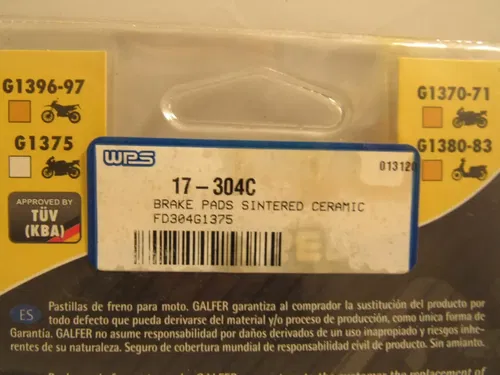 G1396-97
G1375
APPROVED BY
TÜV
(KBA)
G1370-71
G1380-83
WPS
013120
17-304C
BRAKE PADS SINTERED CERAMIC
FD304G1375
ES
Pastillas de freno para moto. GALFER garantiza al comprador la sustitución del producto por
todo defecto que pueda derivarse del material y/o proceso de producción, como única forma de
Garantía. GALFER no asume responsabilidad por daños derivados de un uso inapropiado y riesgos inhe-
rentes de su naturaleza. Seguro de cobertura mundial de responsabilidad civil de producto. Sin amianto.